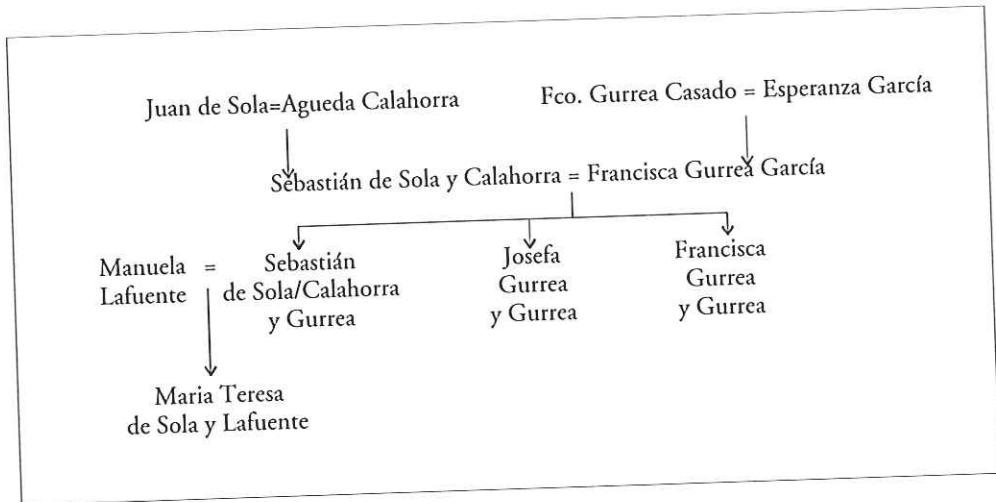 Juan de Sola=Agueda Calahorra
Fco. Gurrea Casado = Esperanza García
Sebastián de Sola y Calahorra = Francisca Gurrea García
Manuela = Sebastián
Lafuente de Sola/Calahorra
y Gurrea
Josefa
Gurrea
y Gurrea
Francisca
Gurrea
y Gurrea
Maria Teresa
de Sola y Lafuente